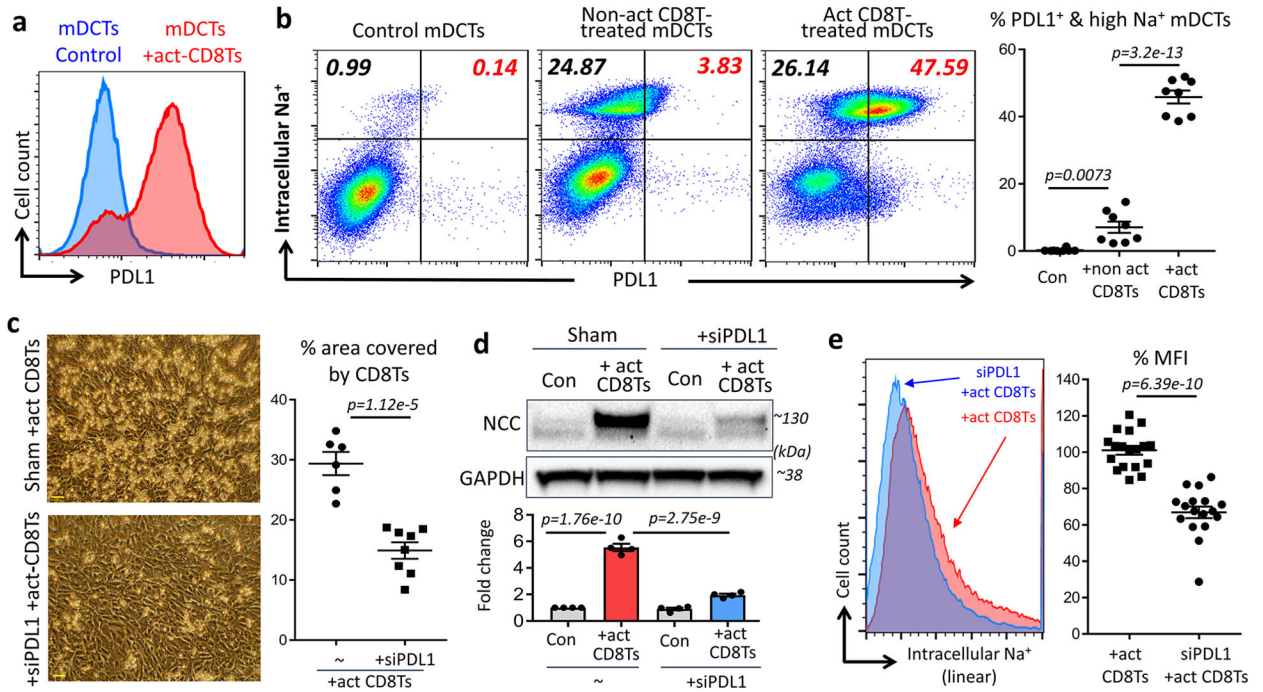 a
mDCTs
Control
mDCTs
+act-CD8Ts
Cell count
PDL1
b
Control mDCTs
Non-act CD8T-
treated mDCTs
Act CD8T-
treated mDCTs
Intracellular Na⁺
0.99
0.14
24.87
3.83
26.14
47.59
PDL1
% PDL1⁺ & high Na⁺ mDCTs
60
40
20
0
p=3.2e-13
p=0.0073
Con
+non act
CD8Ts
+act
CD8Ts
c
Sham +act CD8Ts
+siPDL1 +act-CD8Ts
% area covered
by CD8Ts
40
30
20
10
0
p=1.12e-5
~
+siPDL1
+act CD8Ts
d
Sham
+siPDL1
Con
+ act
CD8Ts
Con
+ act
CD8Ts
NCC
~130
(kDa)
GAPDH
~38
Fold change
8
6
4
2
0
p=1.76e-10
p=2.75e-9
Con
+act
CD8Ts
Con
+act
CD8Ts
~
+siPDL1
e
siPDL1
+act CD8Ts
+act CD8Ts
Cell count
Intracellular Na⁺
(linear)
% MFI
140
120
100
80
60
40
20
0
p=6.39e-10
+act
CD8Ts
siPDL1
+act CD8Ts